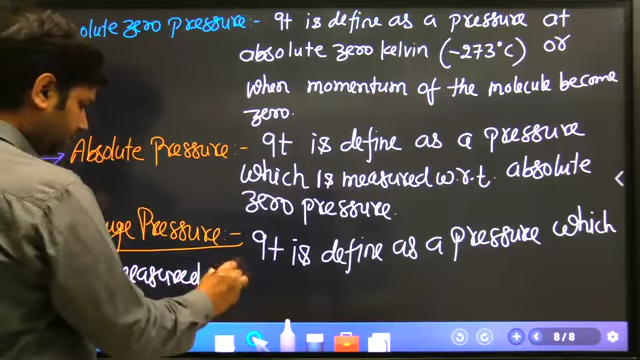 olute zero pressure:- It is define as a pressure at
absolute zero kelvin (-273°C) or
when momentum of the molecule become
zero.
Absolute Pressure:- It is define as a pressure
which is measured w.r.t. absolute
zero pressure.
uge Pressure:- It is define as a pressure which
measured
8/8